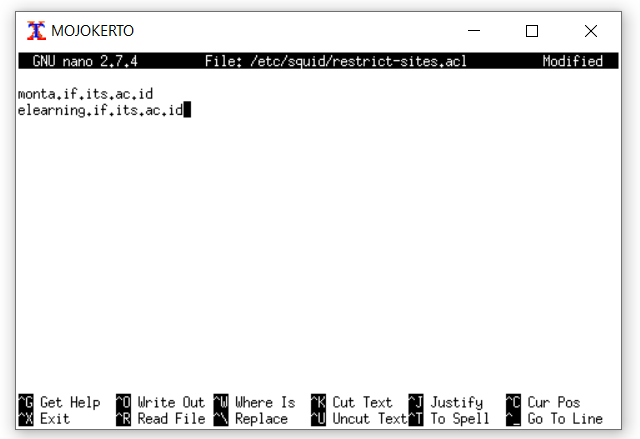 MOJOKERTO
GNU nano 2.7.4 File: /etc/squid/restrict-sites.acl Modified
monta.if.its.ac.id
elearning.if.its.ac.id
^G Get Help ^O Write Out ^W Where Is ^K Cut Text ^J Justify ^C Cur Pos
^X Exit ^R Read File ^\ Replace ^U Uncut Text ^T To Spell ^_ Go To Line